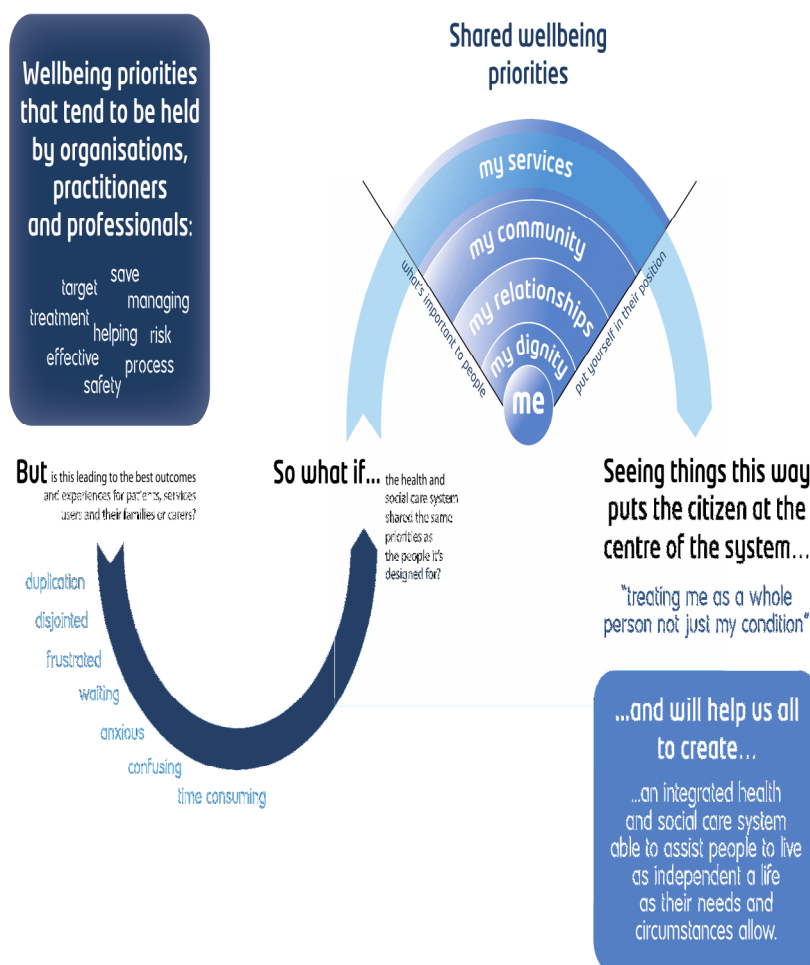 Wellbeing priorities
that tend to be held
by organisations,
practitioners
and professionals:
save
target
managing
treatment
helping
risk
effective
process
safety
Shared wellbeing
priorities
my services
my community
my relationships
my dignity
me
what's important to people
put yourself in their position
But is this leading to the best outcomes
and experiences for patients, services
users and their families or carers?
duplication
disjointed
frustrated
waiting
anxious
confusing
time consuming
So what if... the health and
social care system
shared the same
priorities as
the people it's
designed for?
Seeing things this way
puts the citizen at the
centre of the system...
"treating me as a whole
person not just my condition"
...and will help us all
to create...
...an integrated health
and social care system
able to assist people to live
as independent a life
as their needs and
circumstances allow.